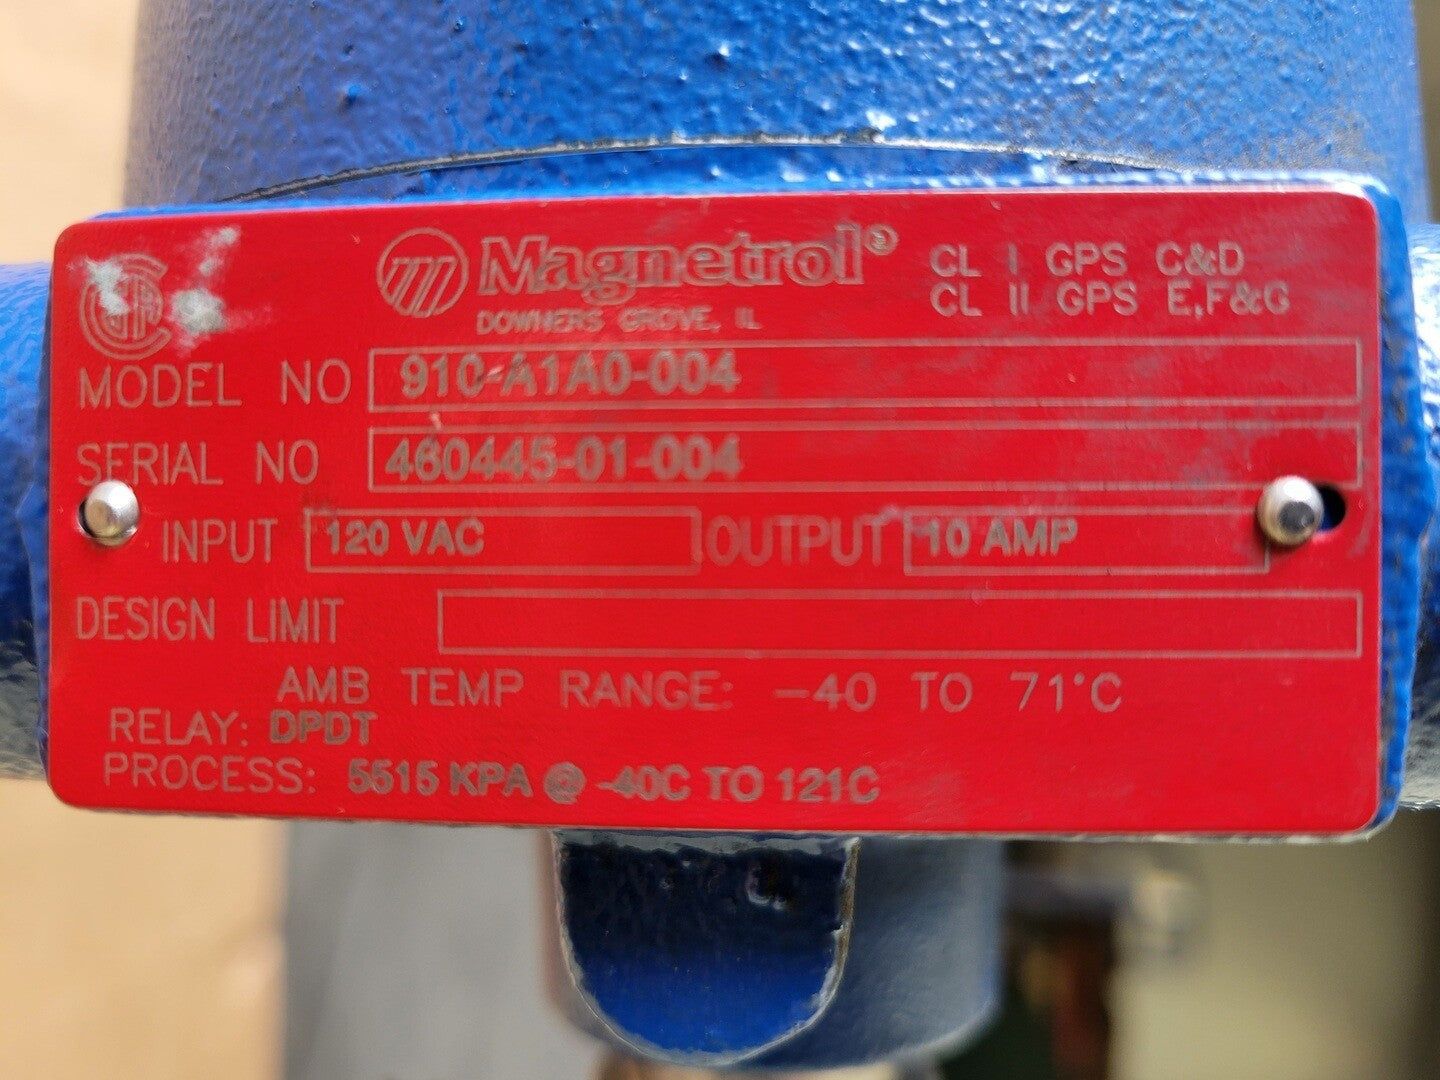 Magnetrol®
DOWNERS GROVE, IL
CL I GPS C&D
CL II GPS E,F&G
MODEL NO 910-A1A0-004
SERIAL NO 460445-01-004
INPUT 120 VAC OUTPUT 10 AMP
DESIGN LIMIT
AMB TEMP RANGE: -40 TO 71°C
RELAY: DPDT
PROCESS: 5515 KPA @ -40C TO 121C